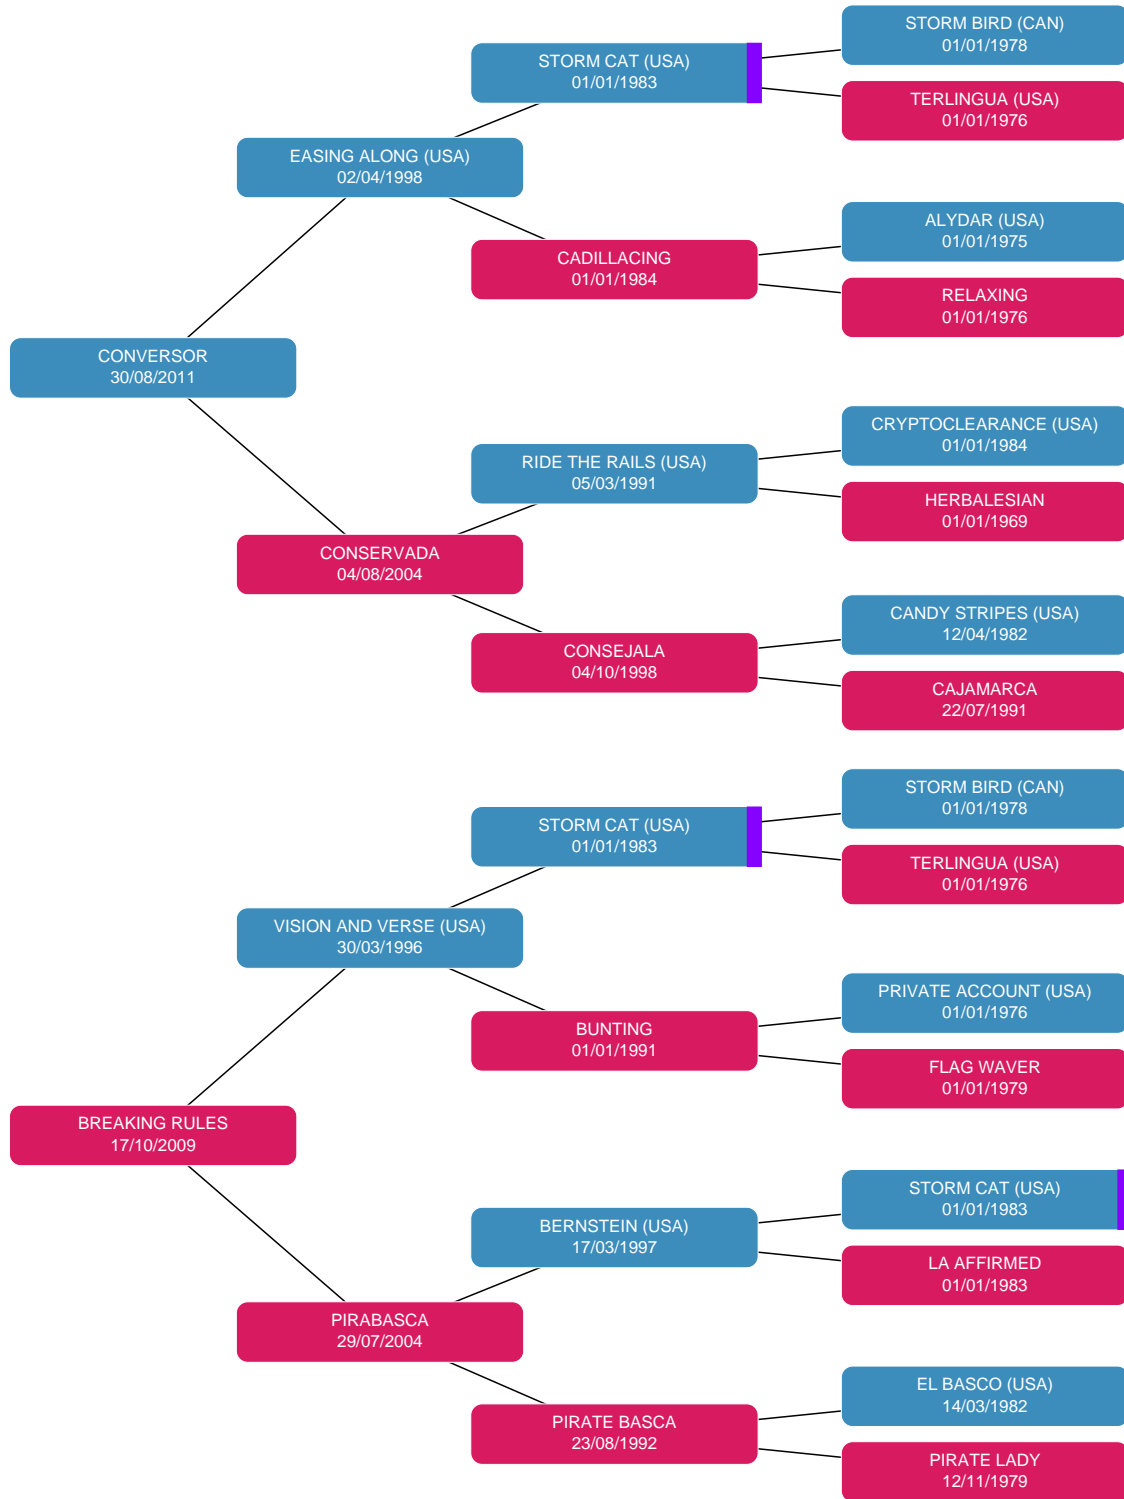 STORM BIRD (CAN)
01/01/1978
STORM CAT (USA)
01/01/1983
TERLINGUA (USA)
01/01/1976
EASING ALONG (USA)
02/04/1998
ALYDAR (USA)
01/01/1975
CADILLACING
01/01/1984
RELAXING
01/01/1976
CONVERSOR
30/08/2011
CRYPTOCLEARANCE (USA)
01/01/1984
RIDE THE RAILS (USA)
05/03/1991
HERBALESIAN
01/01/1969
CONSERVADA
04/08/2004
CANDY STRIPES (USA)
12/04/1982
CONSEJALA
04/10/1998
CAJAMARCA
22/07/1991
STORM BIRD (CAN)
01/01/1978
STORM CAT (USA)
01/01/1983
TERLINGUA (USA)
01/01/1976
VISION AND VERSE (USA)
30/03/1996
PRIVATE ACCOUNT (USA)
01/01/1976
BUNTING
01/01/1991
FLAG WAVER
01/01/1979
BREAKING RULES
17/10/2009
STORM CAT (USA)
01/01/1983
BERNSTEIN (USA)
17/03/1997
LA AFFIRMED
01/01/1983
PIRABASCA
29/07/2004
EL BASCO (USA)
14/03/1982
PIRATE BASCA
23/08/1992
PIRATE LADY
12/11/1979